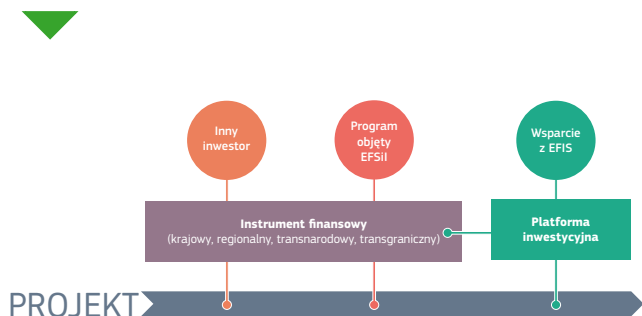 Inny
inwestor
Program
objęty
EFSiI
Wsparcie
z EFIS
Instrument finansowy
(krajowy, regionalny, transnarodowy, transgraniczny)
Platforma
inwestycyjna
PROJEKT